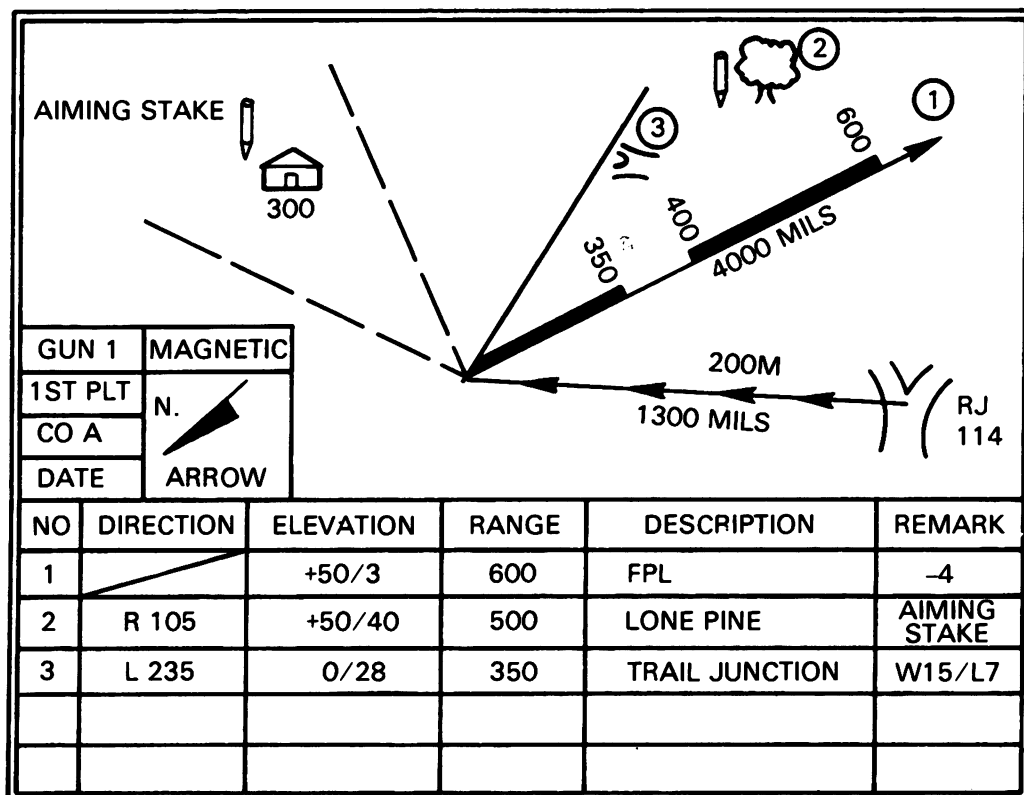 2
1
AIMING STAKE
3
600
300
400
350
4000 MILS
GUN 1 MAGNETIC
1ST PLT
N.
CO A
DATE ARROW
200M
1300 MILS
RJ
114
NO DIRECTION ELEVATION RANGE DESCRIPTION REMARK
1 +50/3 600 FPL -4
2 R 105 +50/40 500 LONE PINE AIMING
STAKE
3 L 235 0/28 350 TRAIL JUNCTION W15/L7